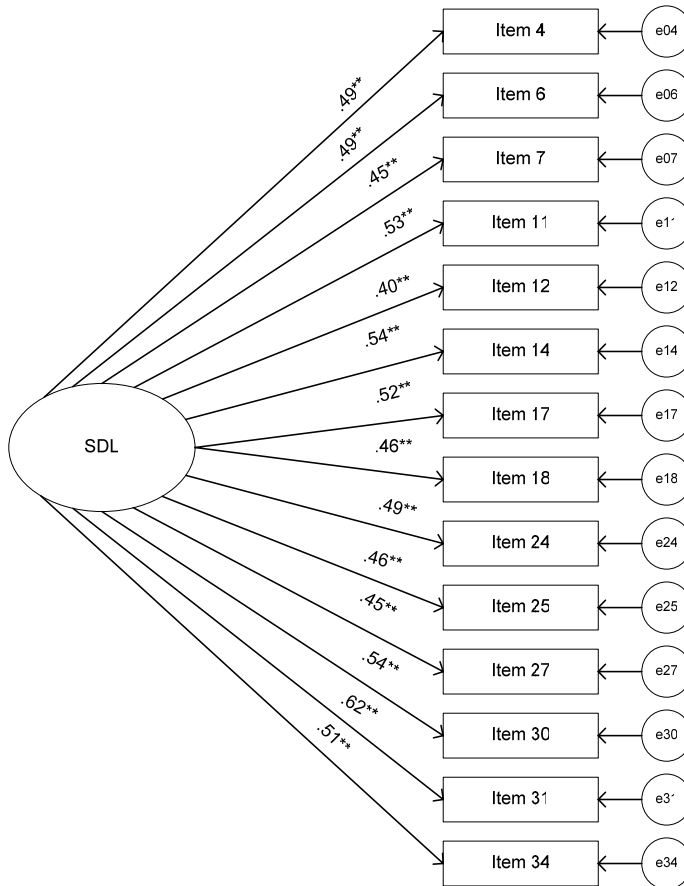 Item 4
e04
.49**
Item 6
e06
.49**
Item 7
e07
.45**
Item 11
e11
.53**
Item 12
e12
.40**
Item 14
e14
.54**
Item 17
e17
.52**
SDL
.46**
Item 18
e18
.49**
Item 24
e24
.46**
Item 25
e25
.45**
Item 27
e27
.54**
Item 30
e30
.62**
Item 31
e31
.51**
Item 34
e34